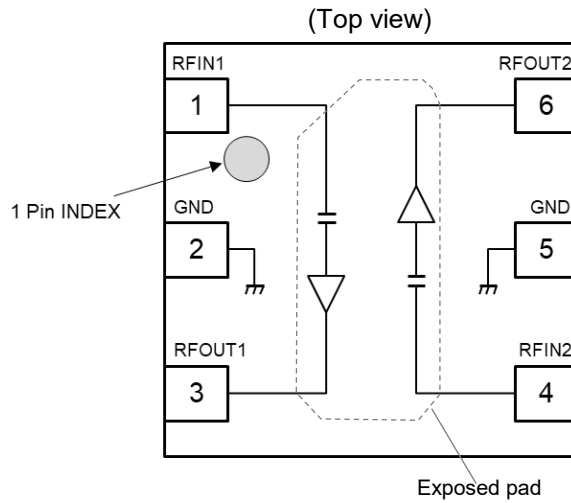 (Top view)
RFIN1
RFOUT2
1
6
1 Pin INDEX
GND
GND
2
5
RFOUT1
RFIN2
3
4
Exposed pad